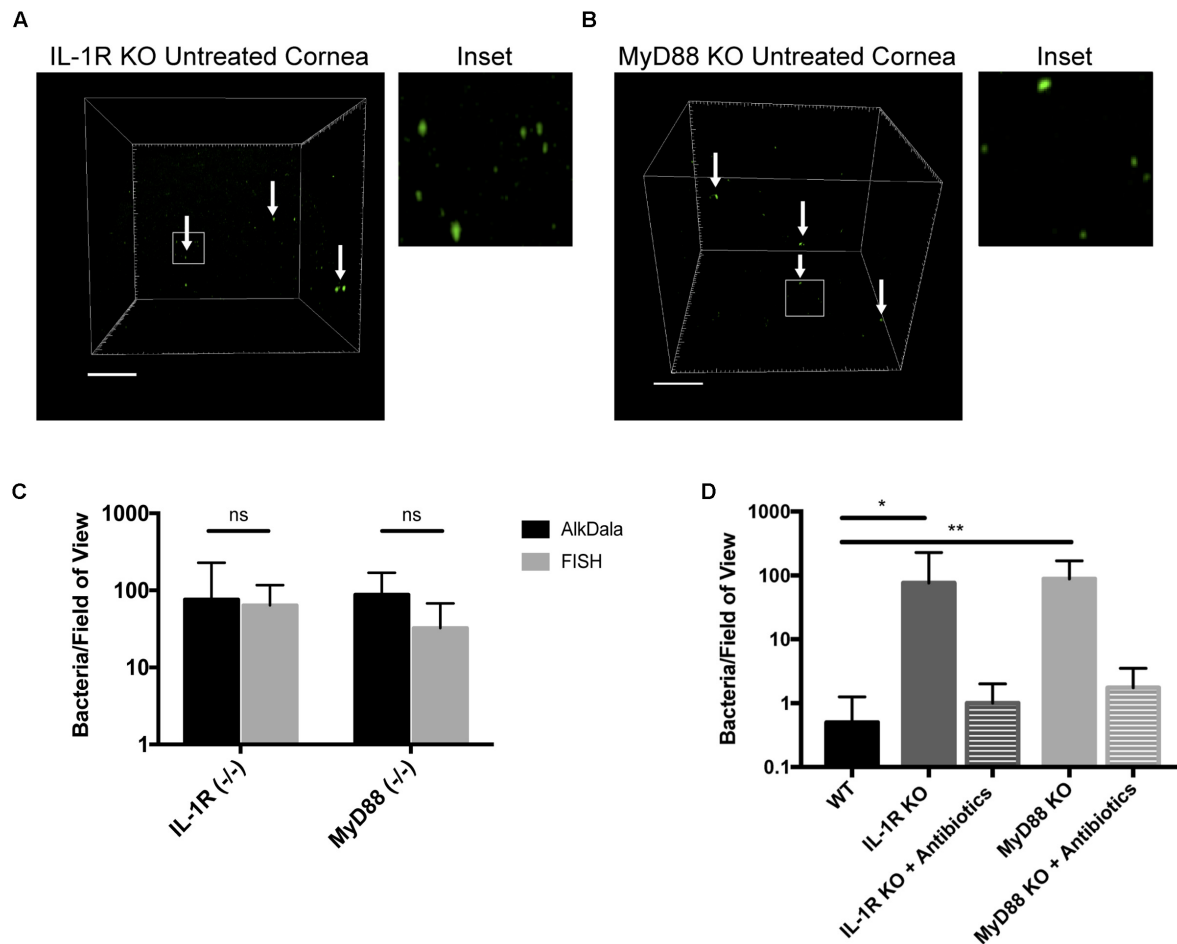 A
IL-1R KO Untreated Cornea
Inset
B
MyD88 KO Untreated Cornea
Inset
C
Bacteria/Field of View
1000
100
10
1
ns
ns
AlkDala
FISH
IL-1R (-/-)
MyD88 (-/-)
D
Bacteria/Field of View
1000
100
10
1
0.1
*
**
WT
IL-1R KO
IL-1R KO + Antibiotics
MyD88 KO
MyD88 KO + Antibiotics